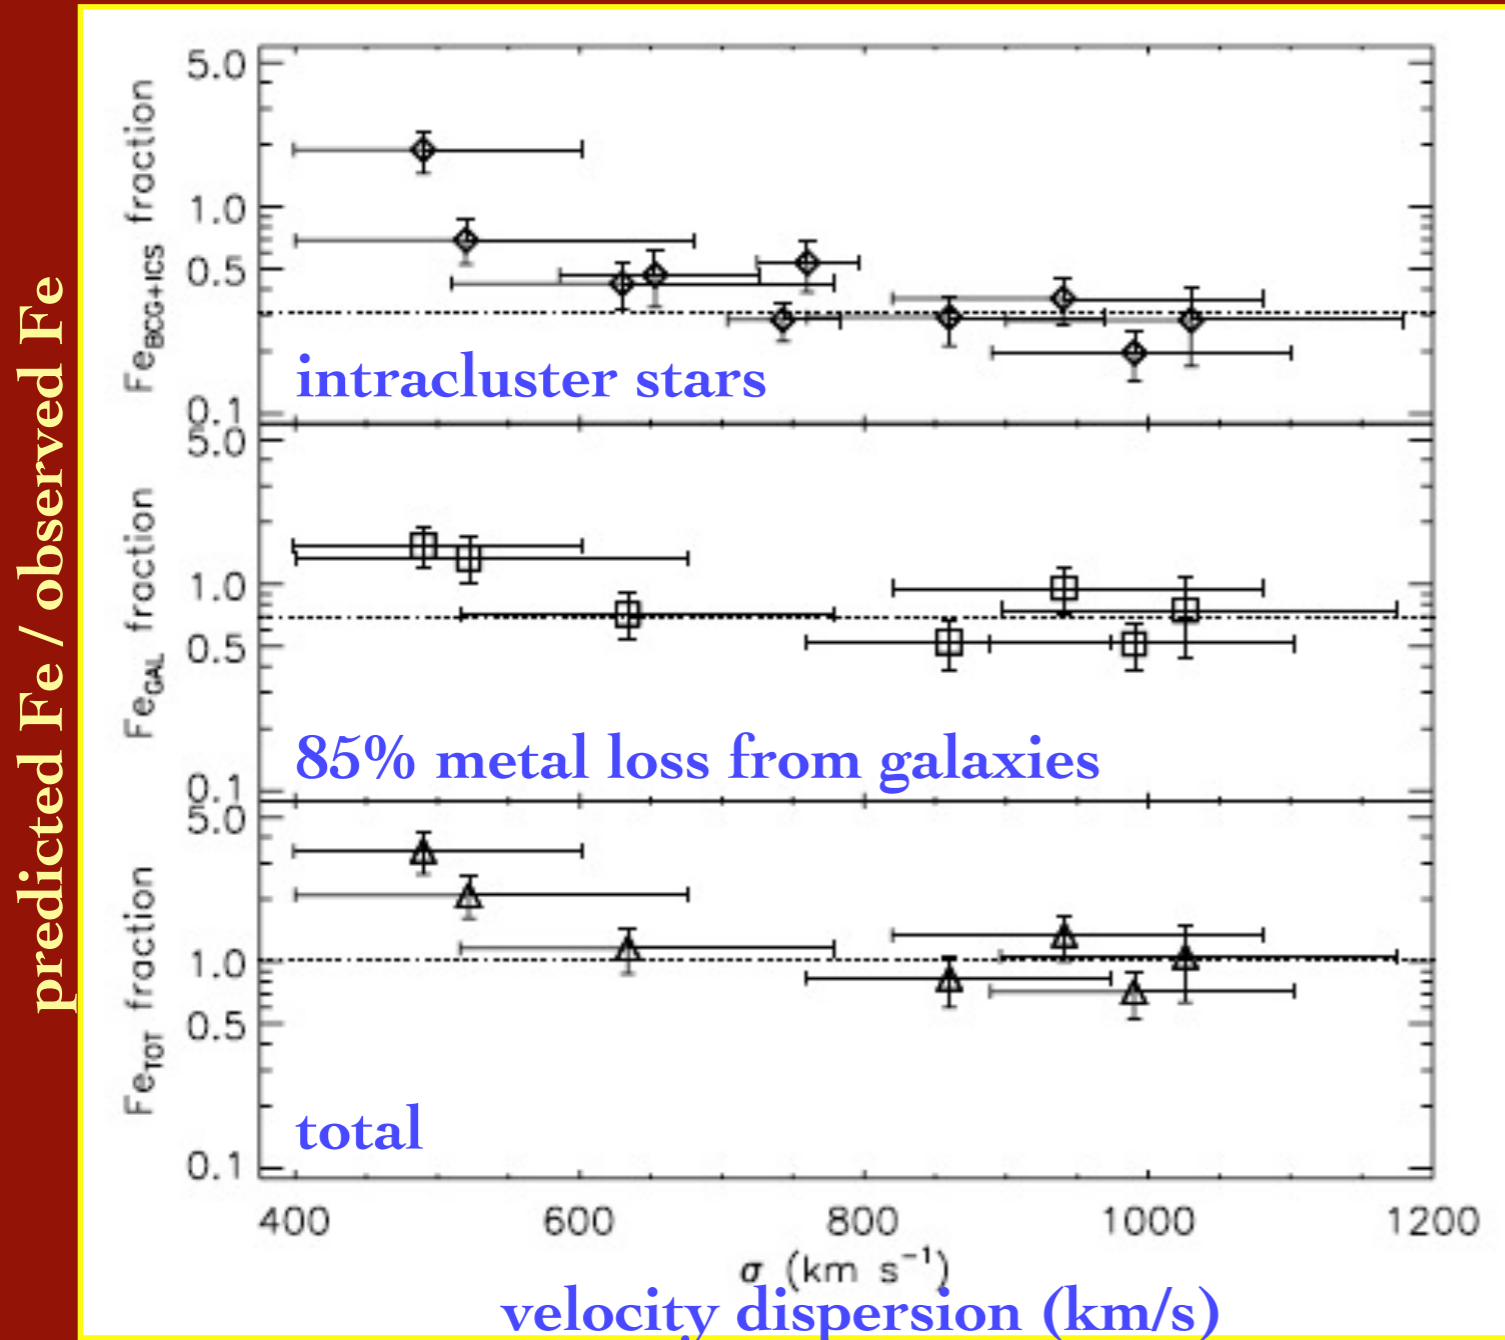 predicted Fe / observed Fe
Fe_BCG+ICS fraction
5.0
1.0
0.5
0.1
intracluster stars
Fe_GAL fraction
5.0
1.0
0.5
0.1
85% metal loss from galaxies
Fe_TOT fraction
5.0
1.0
0.5
0.1
total
400 600 800 1000 1200
σ (km s⁻¹)
velocity dispersion (km/s)